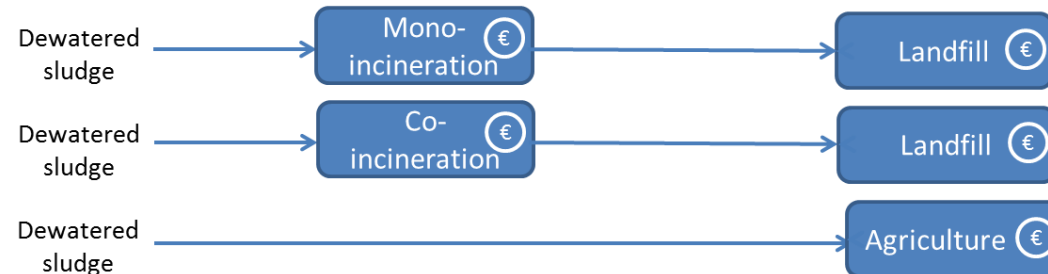 Dewatered
sludge
Mono-
incineration
€
Landfill
€
Dewatered
sludge
Co-
incineration
€
Landfill
€
Dewatered
sludge
Agriculture
€